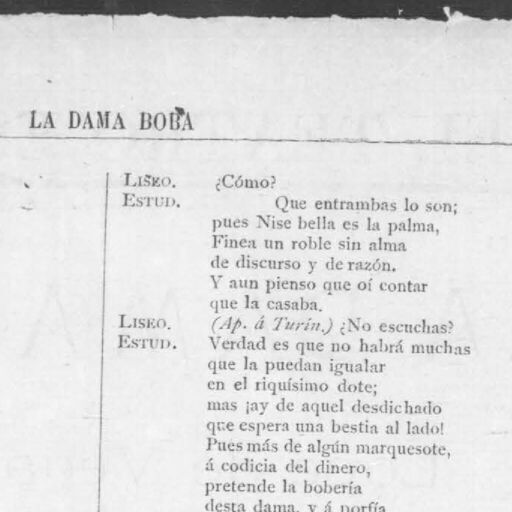 LA DAMA BOBA
LISEO. ¿Cómo?
ESTUD. Que entrambas lo son;
pues Nise bella es la palma,
Finea un roble sin alma
de discurso y de razón.
Y aun pienso que oí contar
que la casaba.
LISEO. (Ap. á Turín.) ¿No escuchas?
ESTUD. Verdad es que no habrá muchas
que la puedan igualar
en el riquísimo dote;
mas ¡ay de aquel desdichado
que espera una bestia al lado!
Pues más de algún marquesote,
á codicia del dinero,
pretende la bobería
desta dama, y á porfía